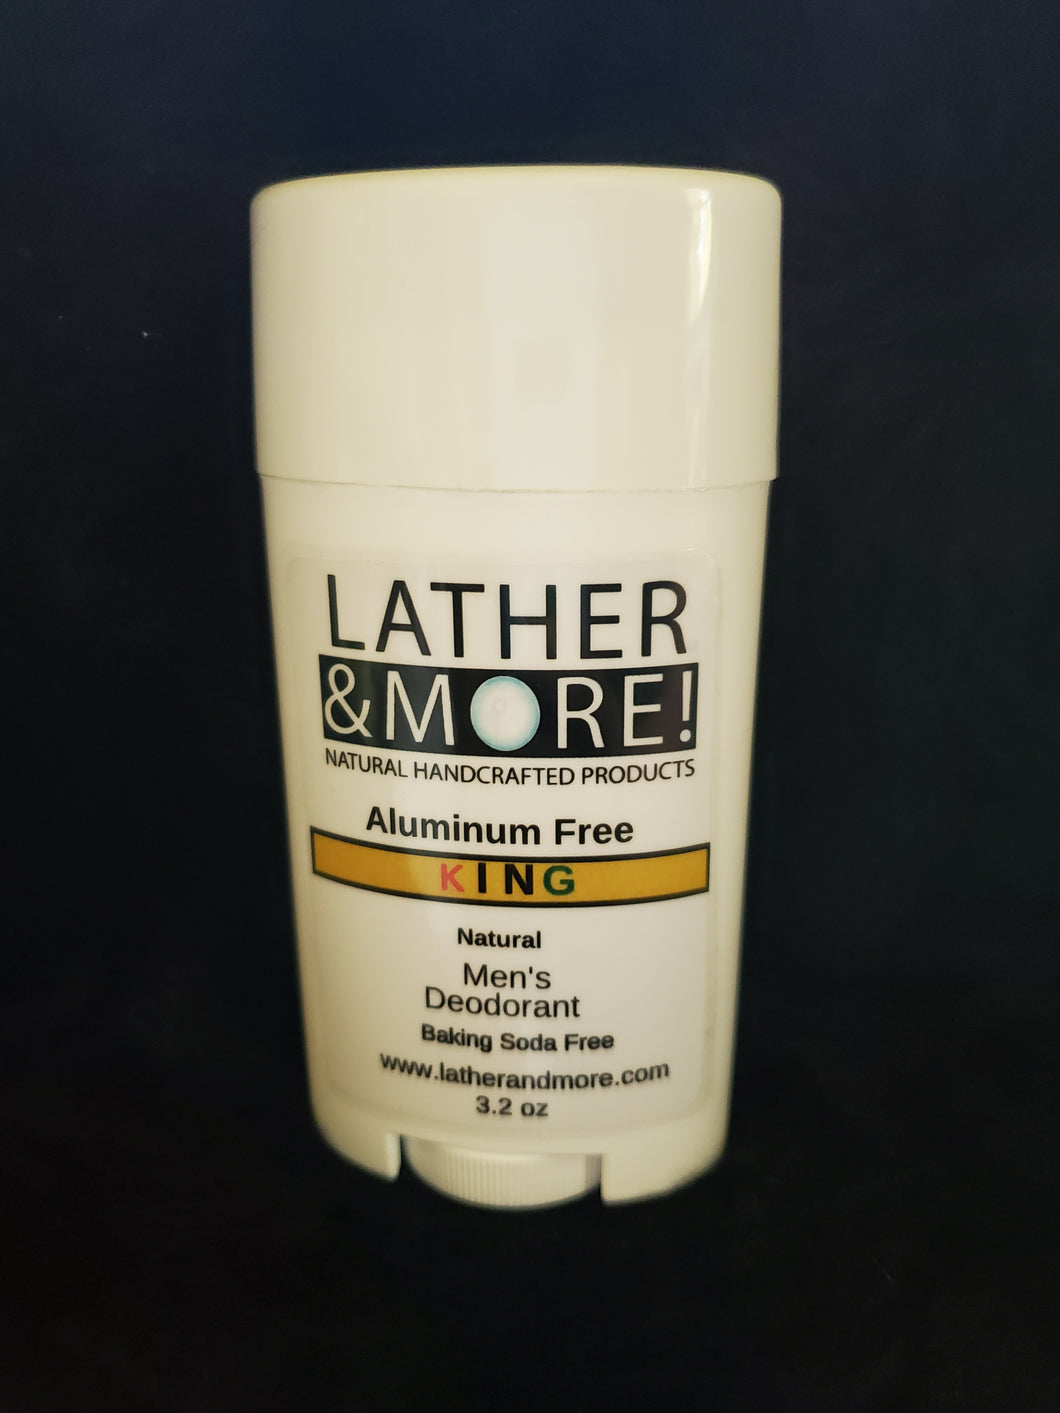 LATHER
&MORE!
NATURAL HANDCRAFTED PRODUCTS
Aluminum Free
KING
Natural
Men's
Deodorant
Baking Soda Free
www.latherandmore.com
3.2 oz